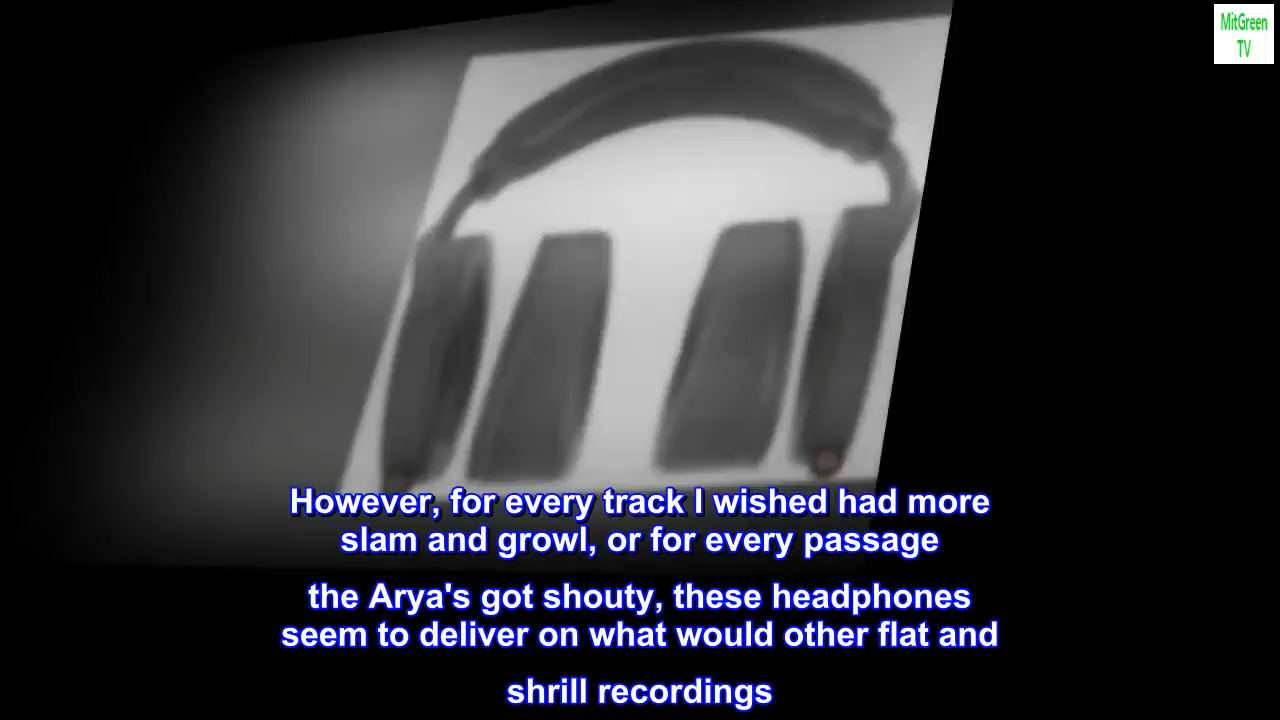 MitGreen
TV
However, for every track I wished had more
slam and growl, or for every passage
the Arya's got shouty, these headphones
seem to deliver on what would other flat and
shrill recordings